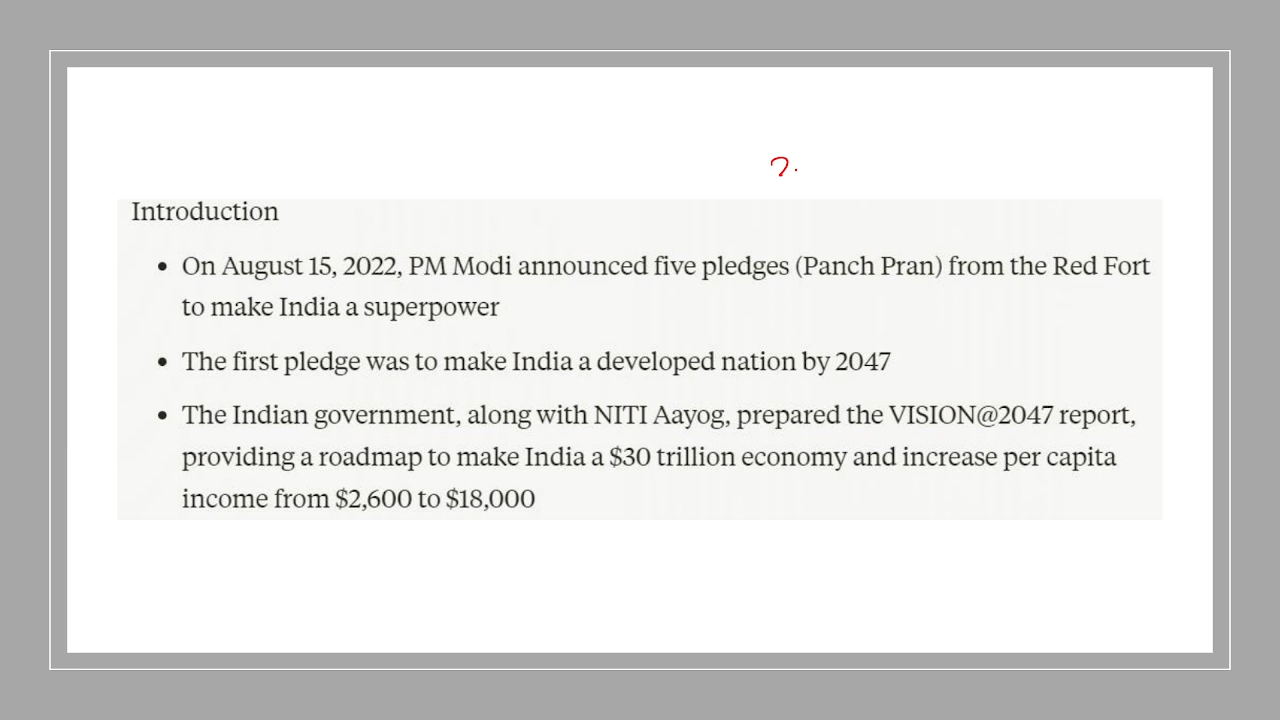 Introduction
• On August 15, 2022, PM Modi announced five pledges (Panch Pran) from the Red Fort
to make India a superpower
• The first pledge was to make India a developed nation by 2047
• The Indian government, along with NITI Aayog, prepared the VISION@2047 report,
providing a roadmap to make India a $30 trillion economy and increase per capita
income from $2,600 to $18,000